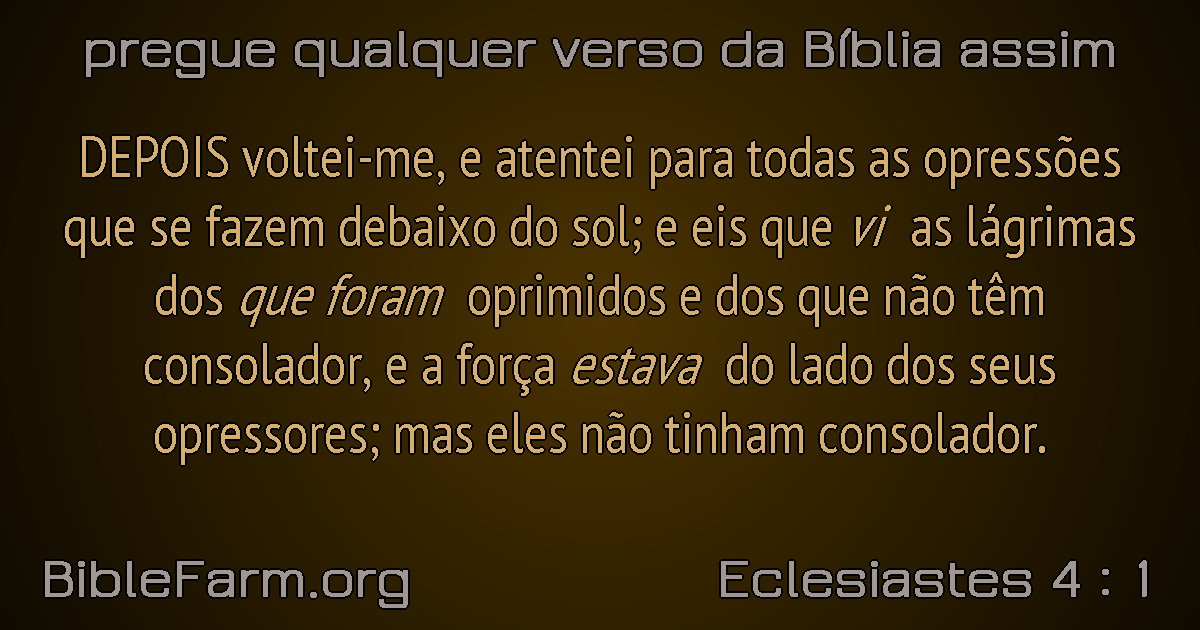 pregue qualquer verso da Bíblia assim
DEPOIS voltei-me, e atentei para todas as opressões
que se fazem debaixo do sol; e eis que vi as lágrimas
dos que foram oprimidos e dos que não têm
consolador, e a força estava do lado dos seus
opressores; mas eles não tinham consolador.
BibleFarm.org
Eclesiastes 4 : 1